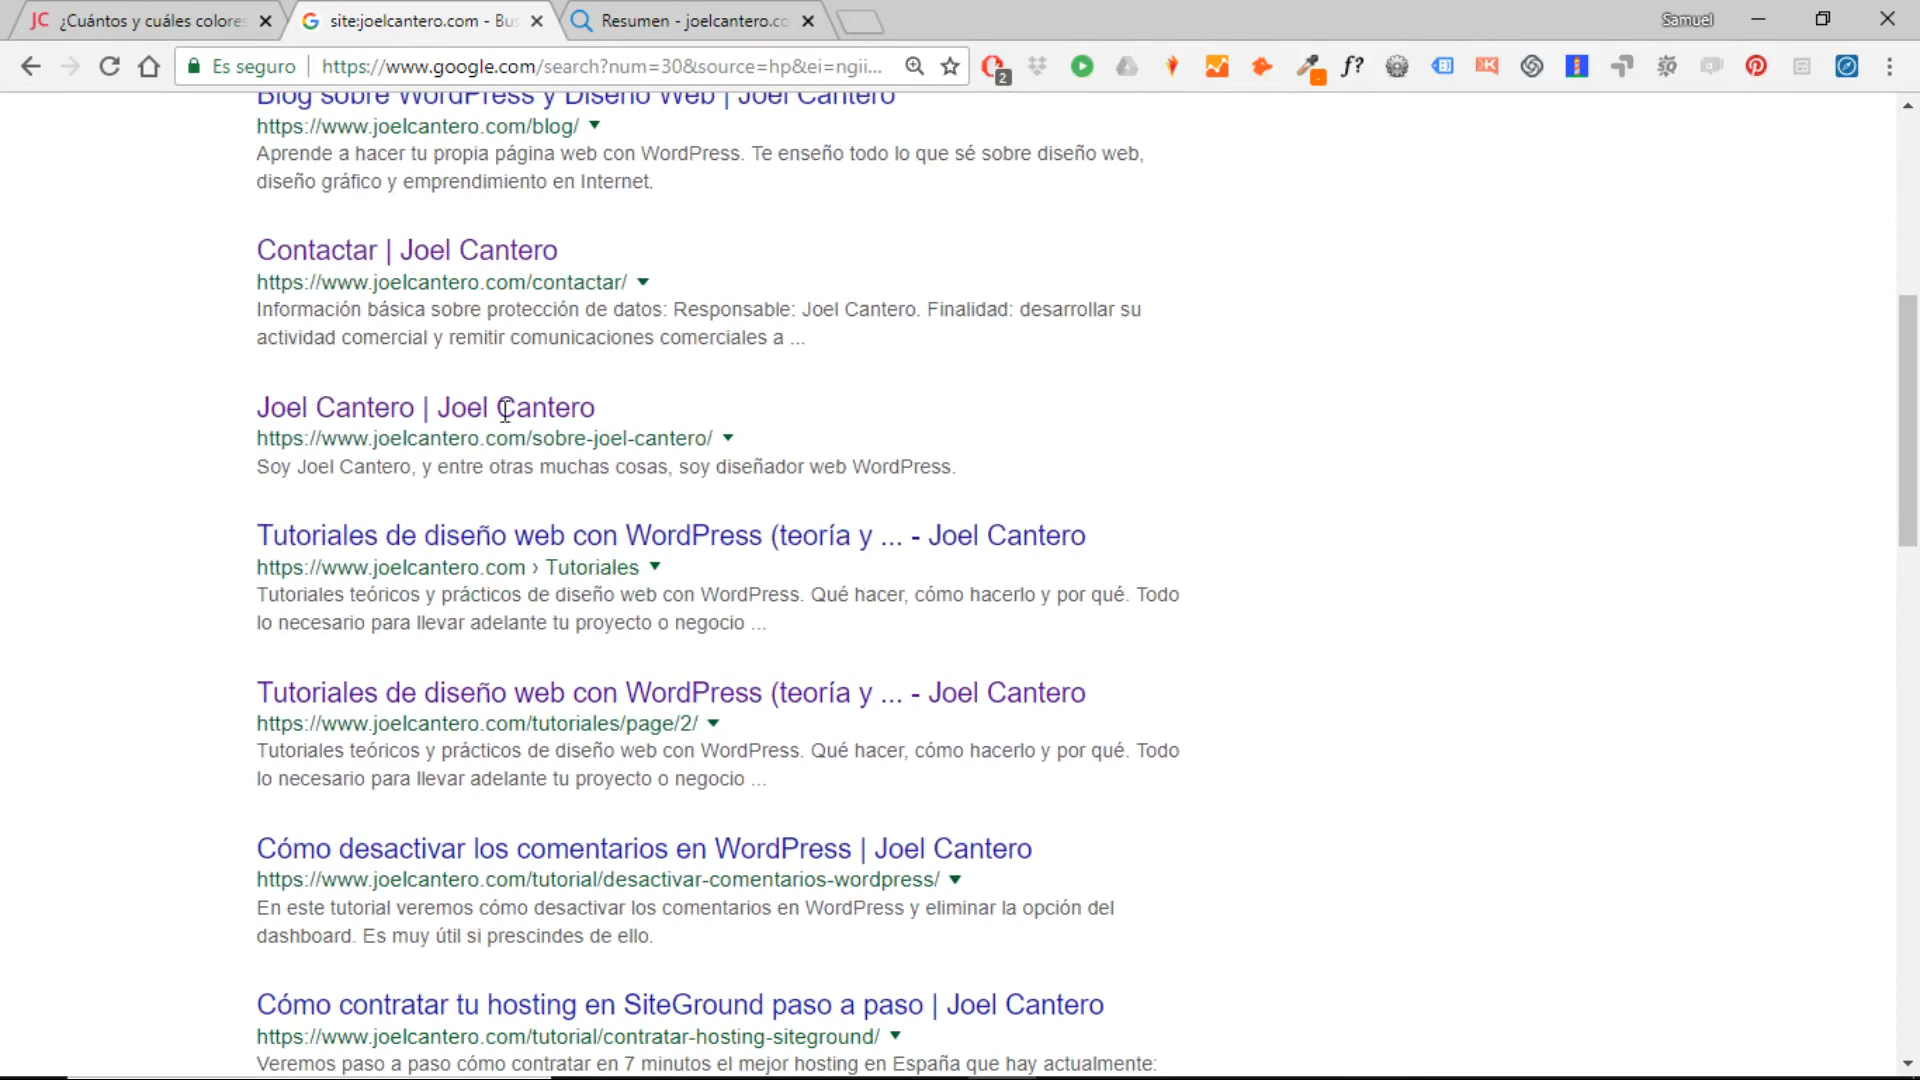 ¿Cuántos y cuáles colore
site:joelcantero.com - Bus
Resumen - joelcantero.co
Samuel
Es seguro
https://www.google.com/search?num=30&source=hp&ei=ngii...
2
f?
Blog sobre WordPress y Diseño Web | Joel Cantero
https://www.joelcantero.com/blog/
Aprende a hacer tu propia página web con WordPress. Te enseño todo lo que sé sobre diseño web,
diseño gráfico y emprendimiento en Internet.
Contactar | Joel Cantero
https://www.joelcantero.com/contactar/
Información básica sobre protección de datos: Responsable: Joel Cantero. Finalidad: desarrollar su
actividad comercial y remitir comunicaciones comerciales a ...
Joel Cantero | Joel Cantero
https://www.joelcantero.com/sobre-joel-cantero/
Soy Joel Cantero, y entre otras muchas cosas, soy diseñador web WordPress.
Tutoriales de diseño web con WordPress (teoría y ... - Joel Cantero
https://www.joelcantero.com › Tutoriales
Tutoriales teóricos y prácticos de diseño web con WordPress. Qué hacer, cómo hacerlo y por qué. Todo
lo necesario para llevar adelante tu proyecto o negocio ...
Tutoriales de diseño web con WordPress (teoría y ... - Joel Cantero
https://www.joelcantero.com/tutoriales/page/2/
Tutoriales teóricos y prácticos de diseño web con WordPress. Qué hacer, cómo hacerlo y por qué. Todo
lo necesario para llevar adelante tu proyecto o negocio ...
Cómo desactivar los comentarios en WordPress | Joel Cantero
https://www.joelcantero.com/tutorial/desactivar-comentarios-wordpress/
En este tutorial veremos cómo desactivar los comentarios en WordPress y eliminar la opción del
dashboard. Es muy útil si prescindes de ello.
Cómo contratar tu hosting en SiteGround paso a paso | Joel Cantero
https://www.joelcantero.com/tutorial/contratar-hosting-siteground/
Veremos paso a paso cómo contratar en 7 minutos el mejor hosting en España que hay actualmente: